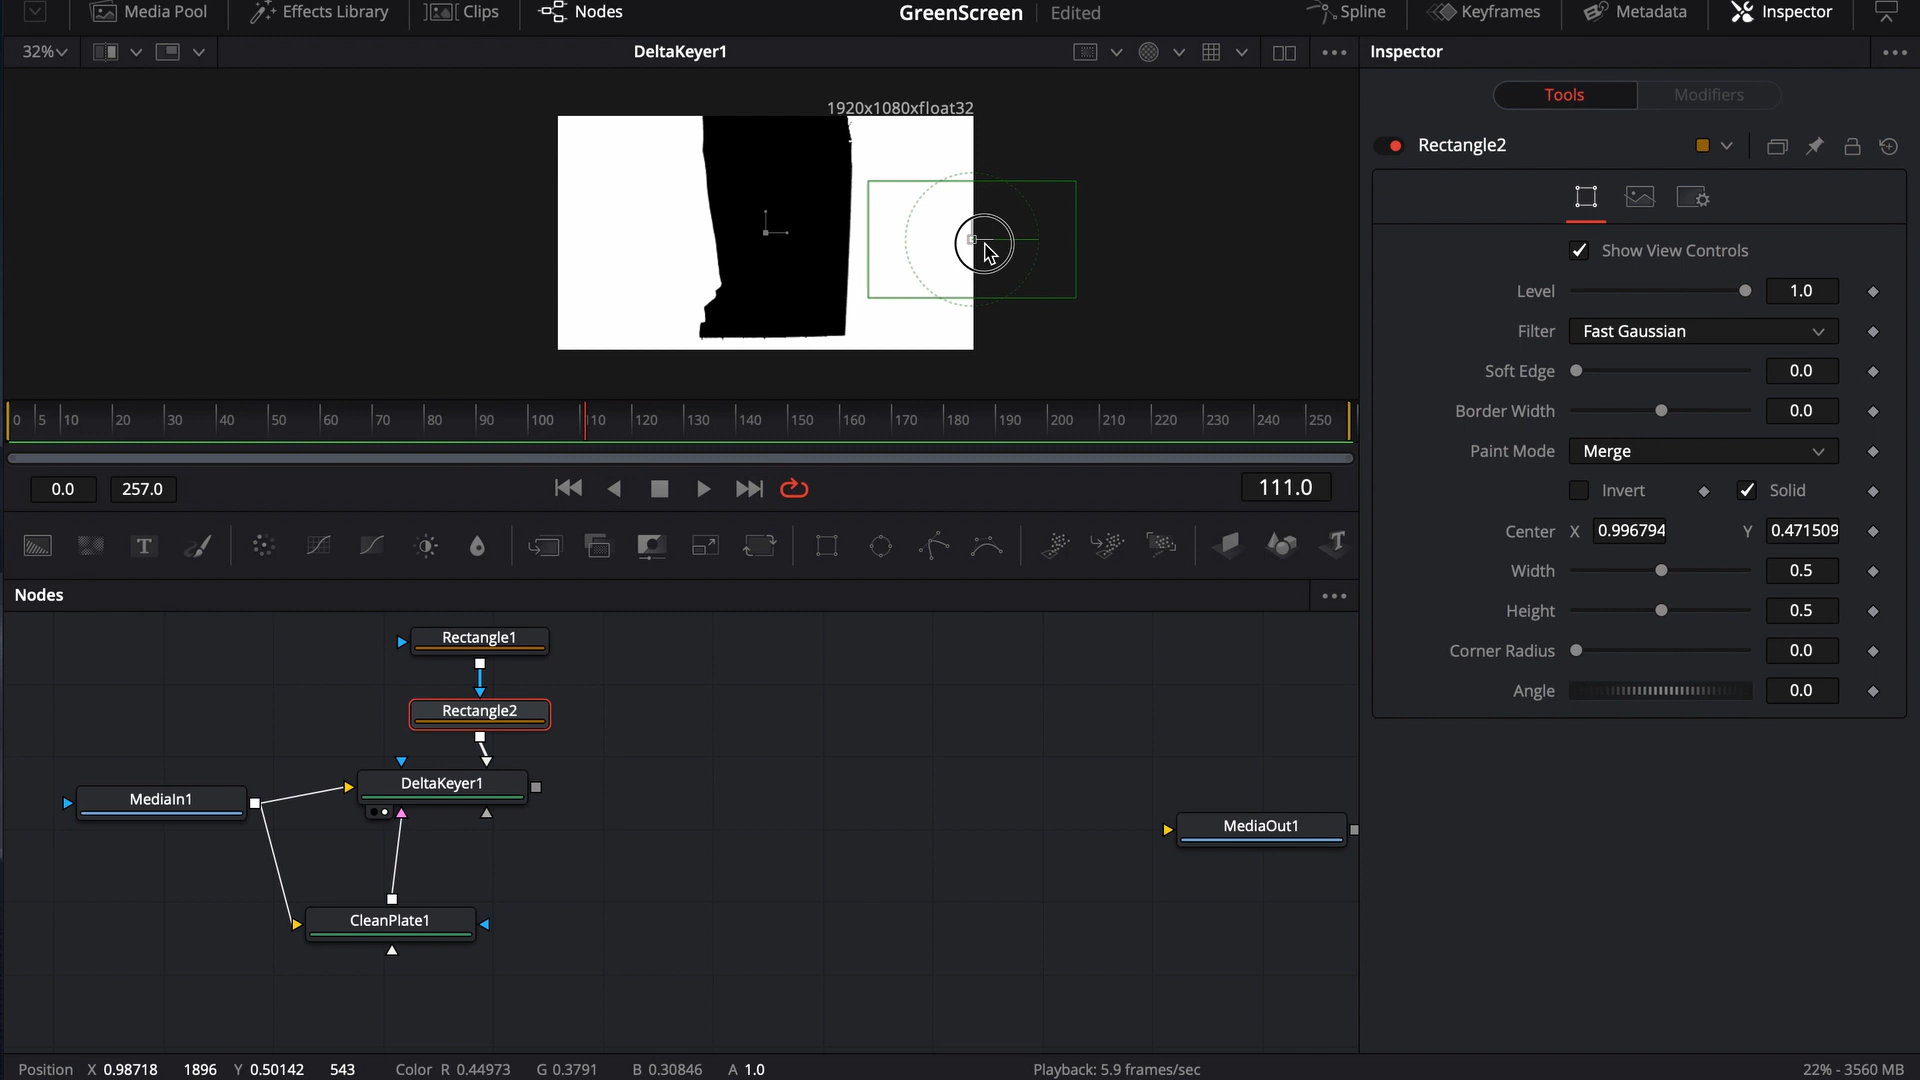 Media Pool Effects Library Clips Nodes GreenScreen Edited Spline Keyframes Metadata Inspector
32% DeltaKeyer1 Inspector
Tools Modifiers
1920x1080xfloat32
Rectangle2
Show View Controls
Level 1.0
Filter Fast Gaussian
Soft Edge 0.0
Border Width 0.0
0 5 10 20 30 40 50 60 70 80 90 100 110 120 130 140 150 160 170 180 190 200 210 220 230 240 250
Paint Mode Merge
0.0 257.0 111.0
Invert Solid
Center X 0.996794 Y 0.471509
Width 0.5
Nodes
Height 0.5
Rectangle1
Corner Radius 0.0
Angle 0.0
Rectangle2
DeltaKeyer1
MediaIn1
MediaOut1
CleanPlate1
Position X 0.98718 1896 Y 0.50142 543 Color R 0.44973 G 0.3791 B 0.30846 A 1.0 Playback: 5.9 frames/sec 22% - 3560 MB